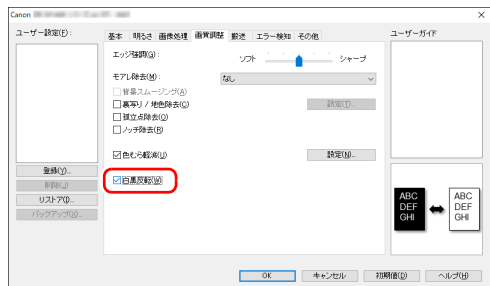 Canon
ユーザー設定(F):
基本 明るさ 画像処理 画質調整 搬送 エラー検知 その他
ユーザーガイド
エッジ強調(G):
ソフト
シャープ
モアレ除去(M):
なし
背景スムージング(A)
裏写り / 地色除去(C)
設定(T)...
孤立点除去(O)
ノッチ除去(R)
色むら軽減(U)
設定(N)...
白黒反転(W)
登録(Y)...
削除(J)
リストア(I)...
バックアップ(Q)...
ABC
DEF
GHI
ABC
DEF
GHI
OK
キャンセル
初期値(D)
ヘルプ(H)